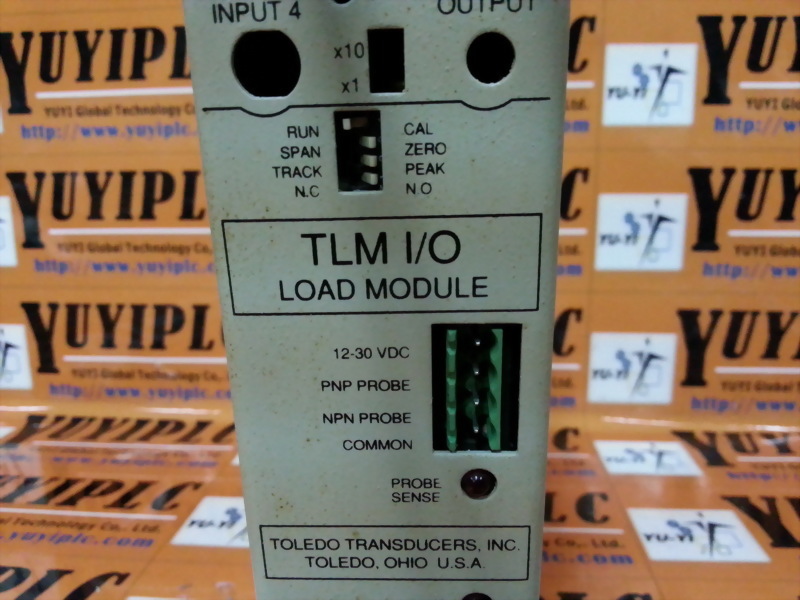 INPUT 4
OUTPUT
x10
x1
RUN CAL
SPAN ZERO
TRACK PEAK
N.C N O
TLM I/O
LOAD MODULE
12-30 VDC
PNP PROBE
NPN PROBE
COMMON
PROBE
SENSE
TOLEDO TRANSDUCERS, INC.
TOLEDO, OHIO U.S.A.
YUYIPLC
YUYI Global Technology Co., Ltd.
http://www.yuyiplc.com
YU-YI